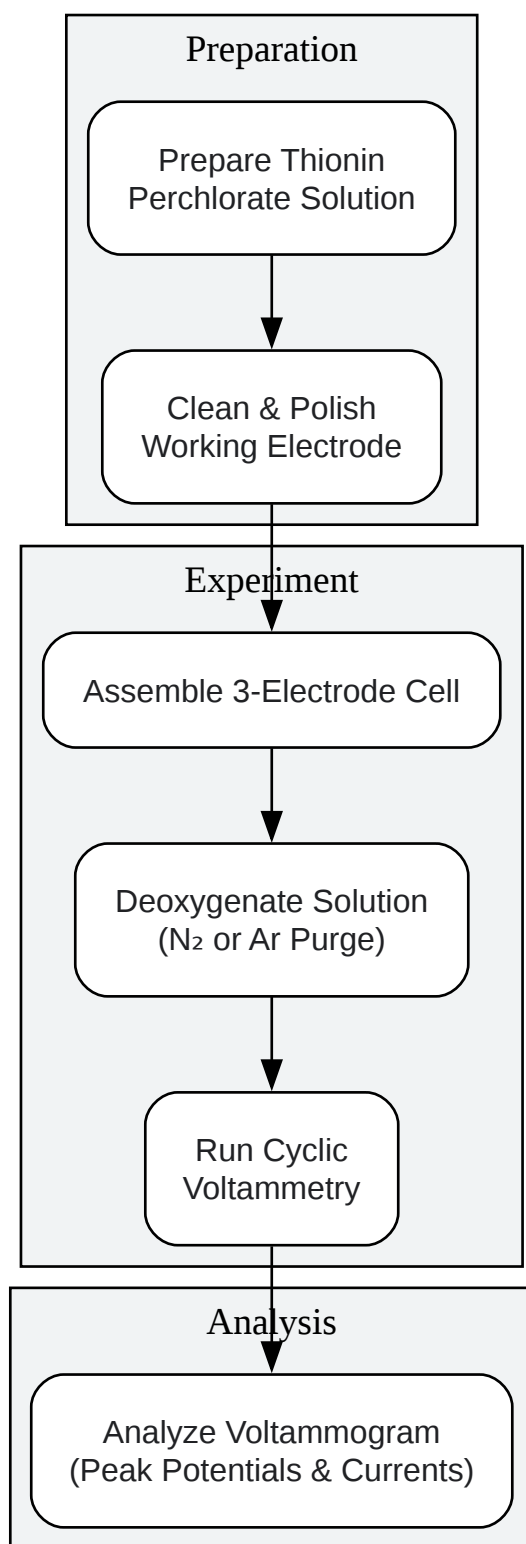 Preparation
Prepare Thionin
Perchlorate Solution
Clean & Polish
Working Electrode
Experiment
Assemble 3-Electrode Cell
Deoxygenate Solution
(N₂ or Ar Purge)
Run Cyclic
Voltammetry
Analysis
Analyze Voltammogram
(Peak Potentials & Currents)